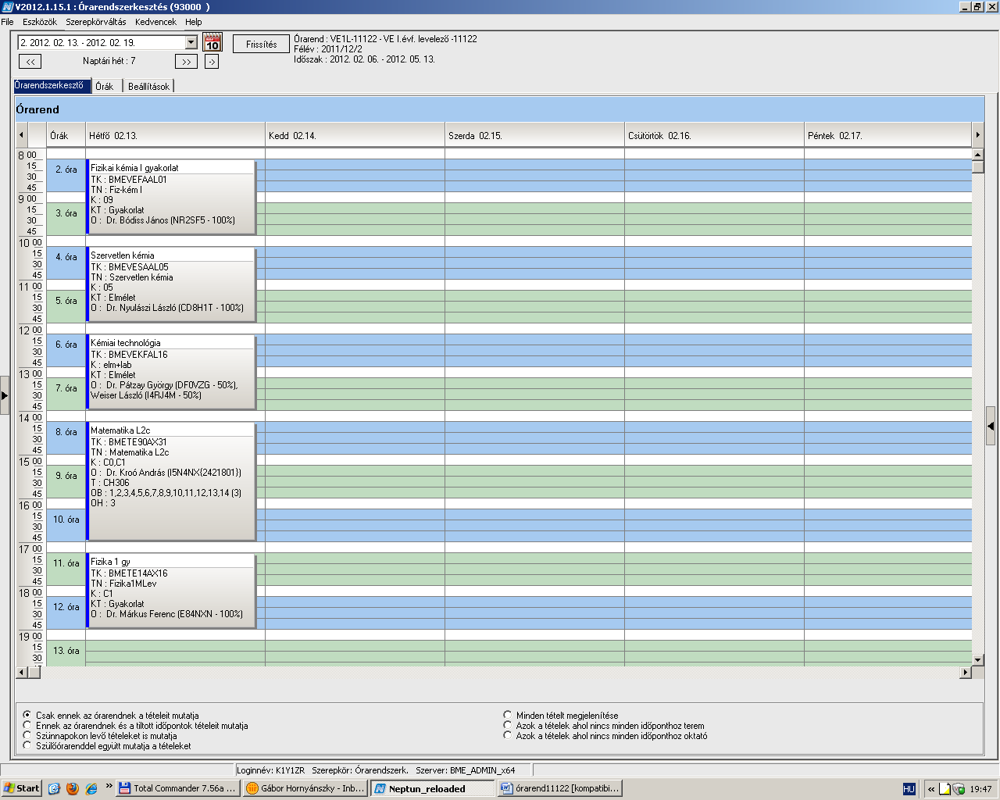 V2012.1.15.1 : Órarendszerkesztés (93000 )
File Eszközök Szerepkörváltás Kedvencek Help
2. 2012. 02. 13. - 2012. 02. 19.
10
Frissítés
Órarend : VE1L-11122 - VE I.évf. levelező -11122
Félév : 2011/12/2
Időszak : 2012. 02. 06. - 2012. 05. 13.
<< Naptári hét : 7 >> ->
Órarendszerkesztő Órák Beállítások
Órarend
Órák Hétfő 02.13. Kedd 02.14. Szerda 02.15. Csütörtök 02.16. Péntek 02.17.
8 00
15
30
45
9 00
15
30
45
10 00
15
30
45
11 00
15
30
45
12 00
15
30
45
13 00
15
30
45
14 00
15
30
45
15 00
15
30
45
16 00
15
30
45
17 00
15
30
45
18 00
15
30
45
19 00
15
30
2. óra
3. óra
4. óra
5. óra
6. óra
7. óra
8. óra
9. óra
10. óra
11. óra
12. óra
13. óra
Fizikai kémia I gyakorlat
TK : BMEVEFAAL01
TN : Fiz-kém I
K : 09
KT : Gyakorlat
O : Dr. Bódiss János (NR2SF5 - 100%)
Szervetlen kémia
TK : BMEVESAAL05
TN : Szervetlen kémia
K : 05
KT : Elmélet
O : Dr. Nyulászi László (CD8H1T - 100%)
Kémiai technológia
TK : BMEVEKFAL16
K : elm+lab
KT : Elmélet
O : Dr. Pátzay György (DF0VZG - 50%),
Weiser László (I4RJ4M - 50%)
Matematika L2c
TK : BMETE90AX31
TN : Matematika L2c
K : C0,C1
O : Dr. Kroó András (I5N4NX{2421801})
T : CH306
OB : 1,2,3,4,5,6,7,8,9,10,11,12,13,14 (3)
OH : 3
Fizika 1 gy
TK : BMETE14AX16
TN : Fizika1MLev
K : C1
KT : Gyakorlat
O : Dr. Márkus Ferenc (E84NXN - 100%)
Csak ennek az órarendnek a tételeit mutatja
Ennek az órarendnek és a tiltott időpontok tételeit mutatja
Szünnapokon levő tételeket is mutatja
Szülőórarenddel együtt mutatja a tételeket
Minden tételt megjelenítése
Azok a tételek ahol nincs minden időponthoz terem
Azok a tételek ahol nincs minden időponthoz oktató
Loginnév: K1Y1ZR Szerepkör: Órarendszerk. Szerver: BME_ADMIN_x64
Start » Total Commander 7.56a ... Gábor Hornyánszky - Inb... Neptun_reloaded órarend11122 [kompatibi... HU « 19:47